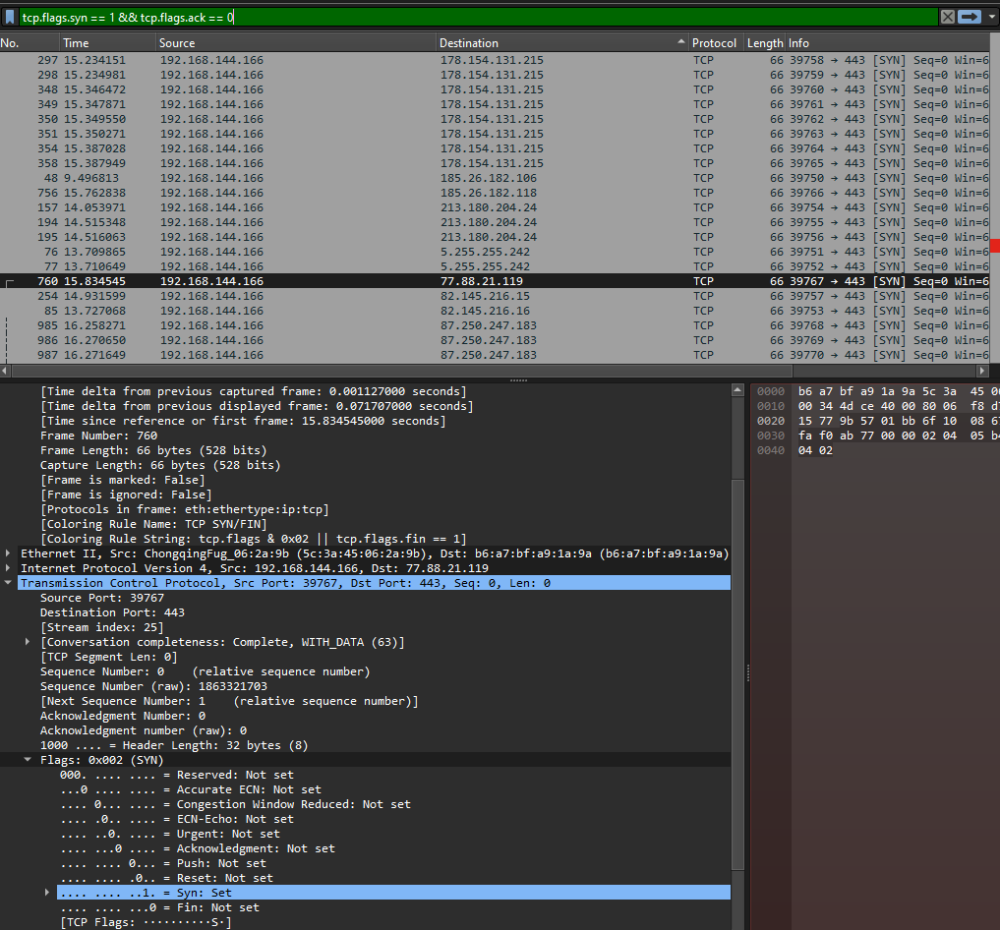 tcp.flags.syn == 1 && tcp.flags.ack == 0
No. Time Source Destination Protocol Length Info
297 15.234151 192.168.144.166 178.154.131.215 TCP 66 39758 → 443 [SYN] Seq=0 Win=6
298 15.234981 192.168.144.166 178.154.131.215 TCP 66 39759 → 443 [SYN] Seq=0 Win=6
348 15.346472 192.168.144.166 178.154.131.215 TCP 66 39760 → 443 [SYN] Seq=0 Win=6
349 15.347871 192.168.144.166 178.154.131.215 TCP 66 39761 → 443 [SYN] Seq=0 Win=6
350 15.349550 192.168.144.166 178.154.131.215 TCP 66 39762 → 443 [SYN] Seq=0 Win=6
351 15.350271 192.168.144.166 178.154.131.215 TCP 66 39763 → 443 [SYN] Seq=0 Win=6
354 15.387028 192.168.144.166 178.154.131.215 TCP 66 39764 → 443 [SYN] Seq=0 Win=6
358 15.387949 192.168.144.166 178.154.131.215 TCP 66 39765 → 443 [SYN] Seq=0 Win=6
48 9.496813 192.168.144.166 185.26.182.106 TCP 66 39750 → 443 [SYN] Seq=0 Win=6
756 15.762838 192.168.144.166 185.26.182.118 TCP 66 39766 → 443 [SYN] Seq=0 Win=6
157 14.053971 192.168.144.166 213.180.204.24 TCP 66 39754 → 443 [SYN] Seq=0 Win=6
194 14.515348 192.168.144.166 213.180.204.24 TCP 66 39755 → 443 [SYN] Seq=0 Win=6
195 14.516063 192.168.144.166 213.180.204.24 TCP 66 39756 → 443 [SYN] Seq=0 Win=6
76 13.709865 192.168.144.166 5.255.255.242 TCP 66 39751 → 443 [SYN] Seq=0 Win=6
77 13.710649 192.168.144.166 5.255.255.242 TCP 66 39752 → 443 [SYN] Seq=0 Win=6
760 15.834545 192.168.144.166 77.88.21.119 TCP 66 39767 → 443 [SYN] Seq=0 Win=6
254 14.931599 192.168.144.166 82.145.216.15 TCP 66 39757 → 443 [SYN] Seq=0 Win=6
85 13.727068 192.168.144.166 82.145.216.16 TCP 66 39753 → 443 [SYN] Seq=0 Win=6
985 16.258271 192.168.144.166 87.250.247.183 TCP 66 39768 → 443 [SYN] Seq=0 Win=6
986 16.270650 192.168.144.166 87.250.247.183 TCP 66 39769 → 443 [SYN] Seq=0 Win=6
987 16.271649 192.168.144.166 87.250.247.183 TCP 66 39770 → 443 [SYN] Seq=0 Win=6
[Time delta from previous captured frame: 0.001127000 seconds]
[Time delta from previous displayed frame: 0.071707000 seconds]
[Time since reference or first frame: 15.834545000 seconds]
Frame Number: 760
Frame Length: 66 bytes (528 bits)
Capture Length: 66 bytes (528 bits)
[Frame is marked: False]
[Frame is ignored: False]
[Protocols in frame: eth:ethertype:ip:tcp]
[Coloring Rule Name: TCP SYN/FIN]
[Coloring Rule String: tcp.flags & 0x02 || tcp.flags.fin == 1]
Ethernet II, Src: ChongqingFug_06:2a:9b (5c:3a:45:06:2a:9b), Dst: b6:a7:bf:a9:1a:9a (b6:a7:bf:a9:1a:9a)
Internet Protocol Version 4, Src: 192.168.144.166, Dst: 77.88.21.119
Transmission Control Protocol, Src Port: 39767, Dst Port: 443, Seq: 0, Len: 0
Source Port: 39767
Destination Port: 443
[Stream index: 25]
[Conversation completeness: Complete, WITH_DATA (63)]
[TCP Segment Len: 0]
Sequence Number: 0 (relative sequence number)
Sequence Number (raw): 1863321703
[Next Sequence Number: 1 (relative sequence number)]
Acknowledgment Number: 0
Acknowledgment number (raw): 0
1000 .... = Header Length: 32 bytes (8)
Flags: 0x002 (SYN)
000. .... .... = Reserved: Not set
...0 .... .... = Accurate ECN: Not set
.... 0... .... = Congestion Window Reduced: Not set
.... .0.. .... = ECN-Echo: Not set
.... ..0. .... = Urgent: Not set
.... ...0 .... = Acknowledgment: Not set
.... .... 0... = Push: Not set
.... .... .0.. = Reset: Not set
.... .... ..1. = Syn: Set
.... .... ...0 = Fin: Not set
[TCP Flags: ··········S·]
0000 b6 a7 bf a9 1a 9a 5c 3a 45 0
0010 00 34 4d ce 40 00 80 06 f8 d
0020 15 77 9b 57 01 bb 6f 10 08 6
0030 fa f0 ab 77 00 00 02 04 05 b
0040 04 02